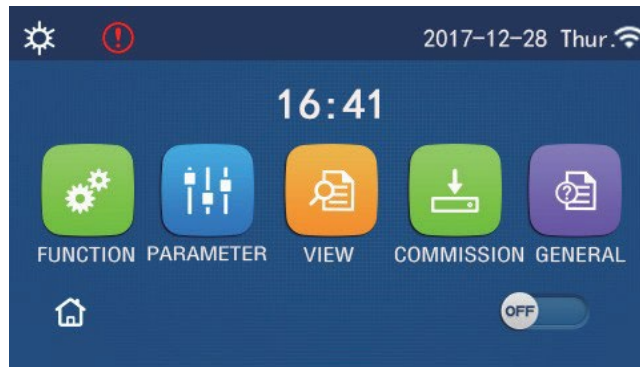 2017-12-28 Thur.
16:41
FUNCTION PARAMETER VIEW COMMISSION GENERAL
OFF